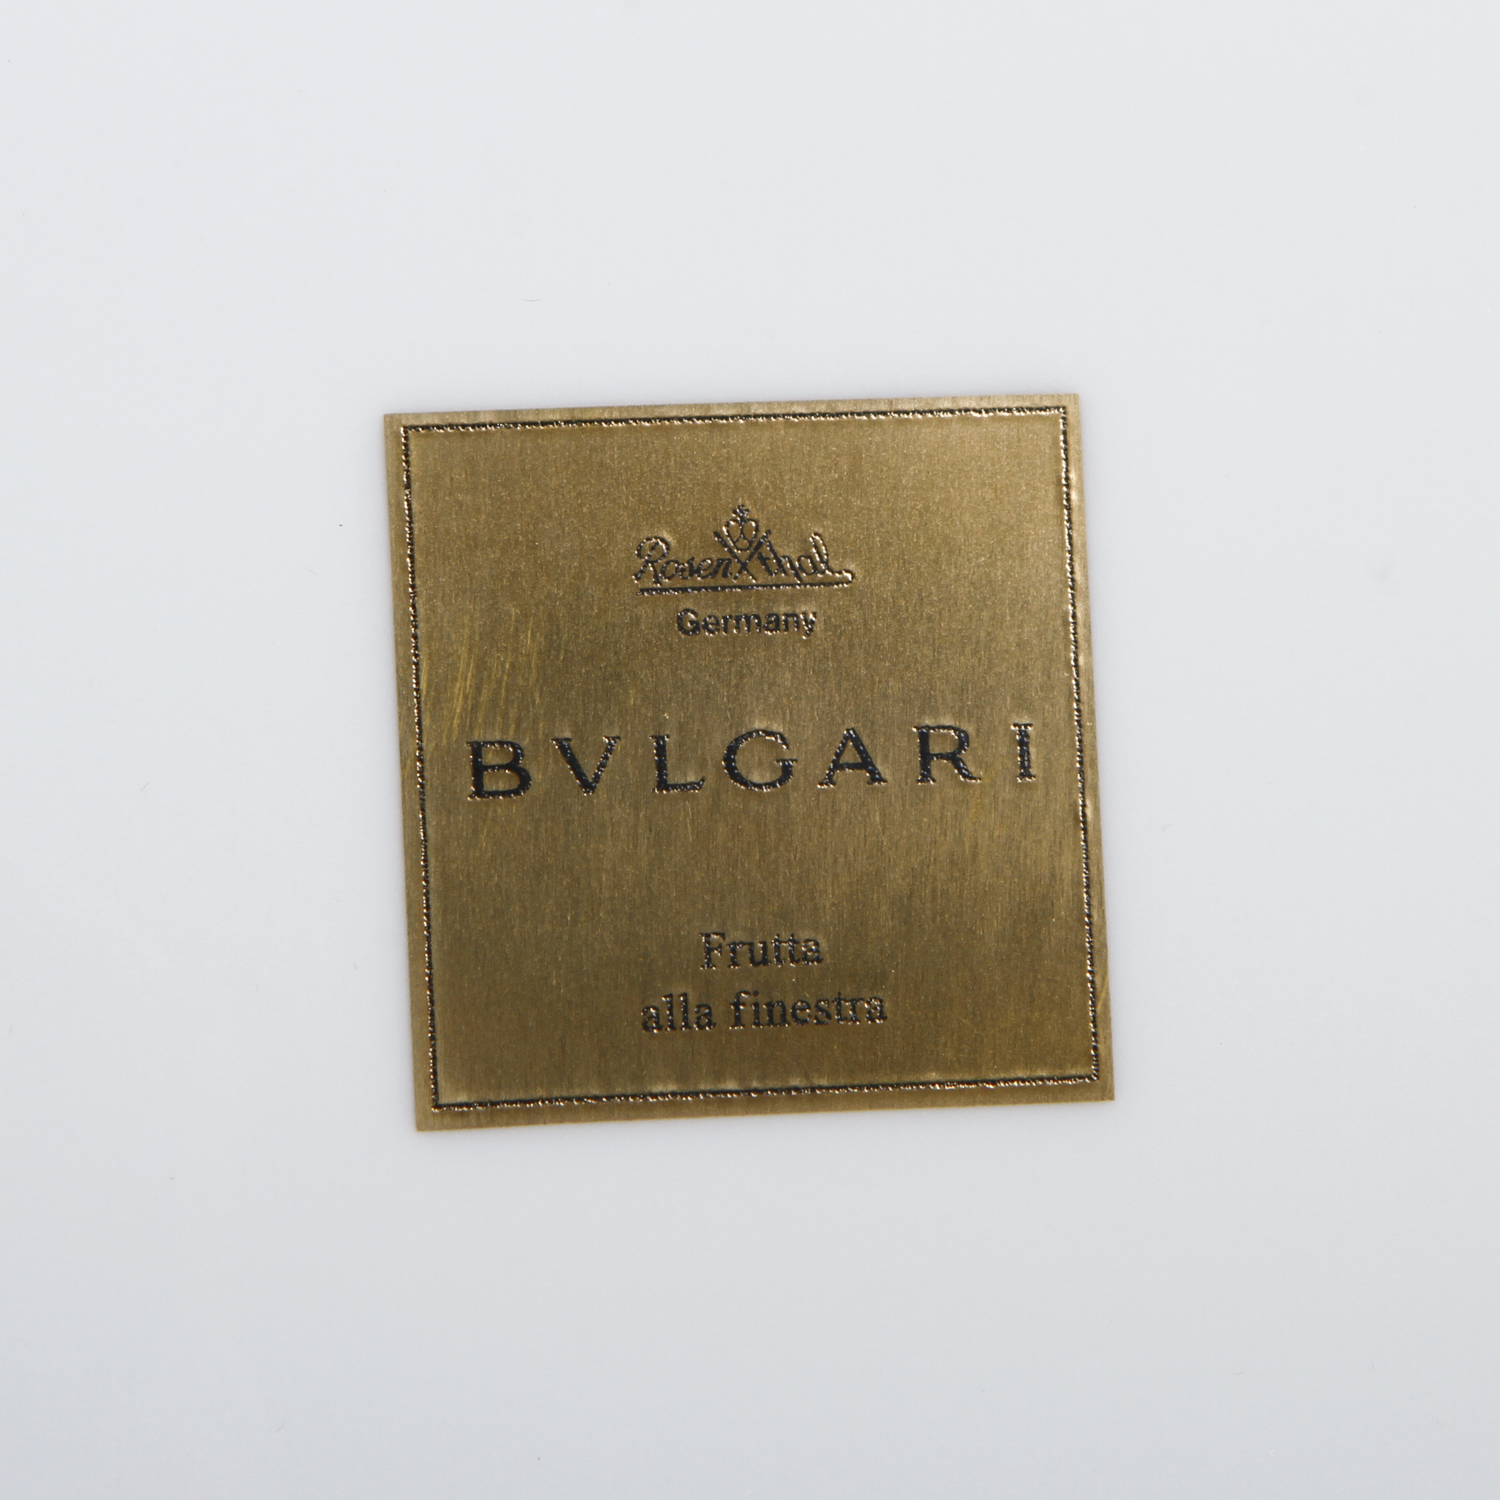 Rosenthal
Germany
BVLGARI
Frutta
alla finestra